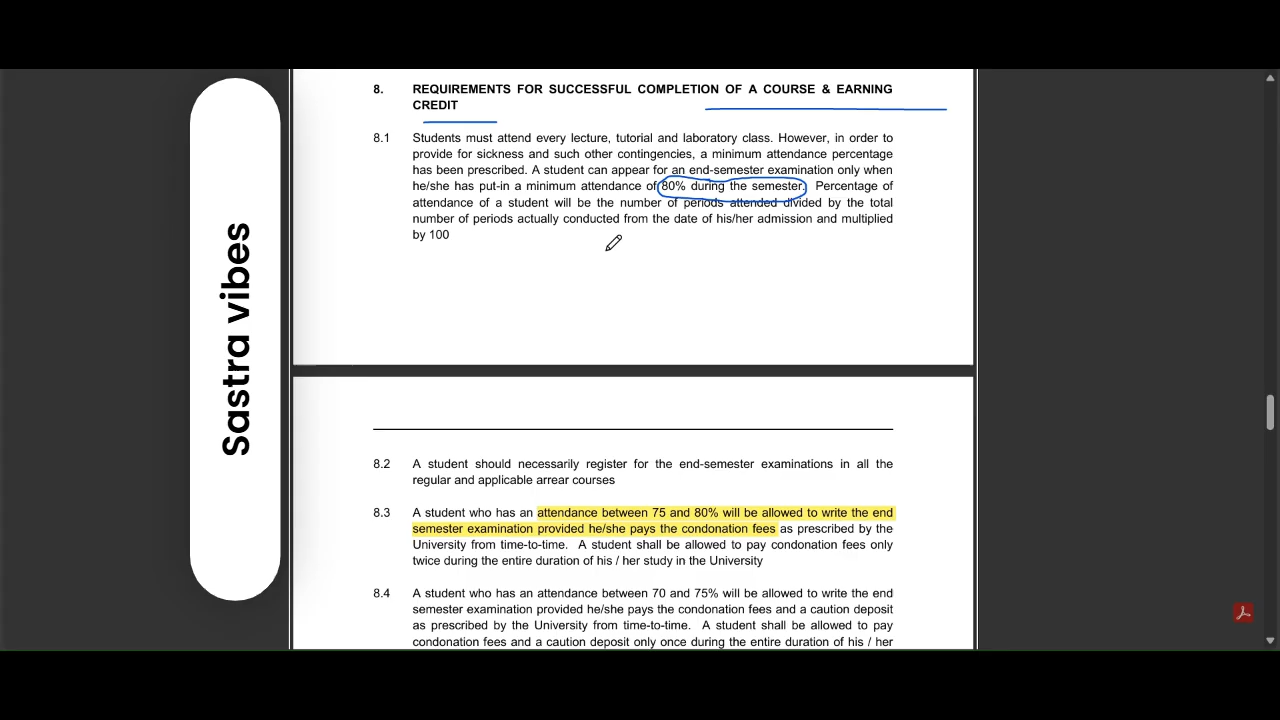 Sastra vibes
8. REQUIREMENTS FOR SUCCESSFUL COMPLETION OF A COURSE & EARNING
CREDIT
8.1 Students must attend every lecture, tutorial and laboratory class. However, in order to
provide for sickness and such other contingencies, a minimum attendance percentage
has been prescribed. A student can appear for an end-semester examination only when
he/she has put-in a minimum attendance of 80% during the semester. Percentage of
attendance of a student will be the number of periods attended divided by the total
number of periods actually conducted from the date of his/her admission and multiplied
by 100
8.2 A student should necessarily register for the end-semester examinations in all the
regular and applicable arrear courses
8.3 A student who has an attendance between 75 and 80% will be allowed to write the end
semester examination provided he/she pays the condonation fees as prescribed by the
University from time-to-time. A student shall be allowed to pay condonation fees only
twice during the entire duration of his / her study in the University
8.4 A student who has an attendance between 70 and 75% will be allowed to write the end
semester examination provided he/she pays the condonation fees and a caution deposit
as prescribed by the University from time-to-time. A student shall be allowed to pay
condonation fees and a caution deposit only once during the entire duration of his / her